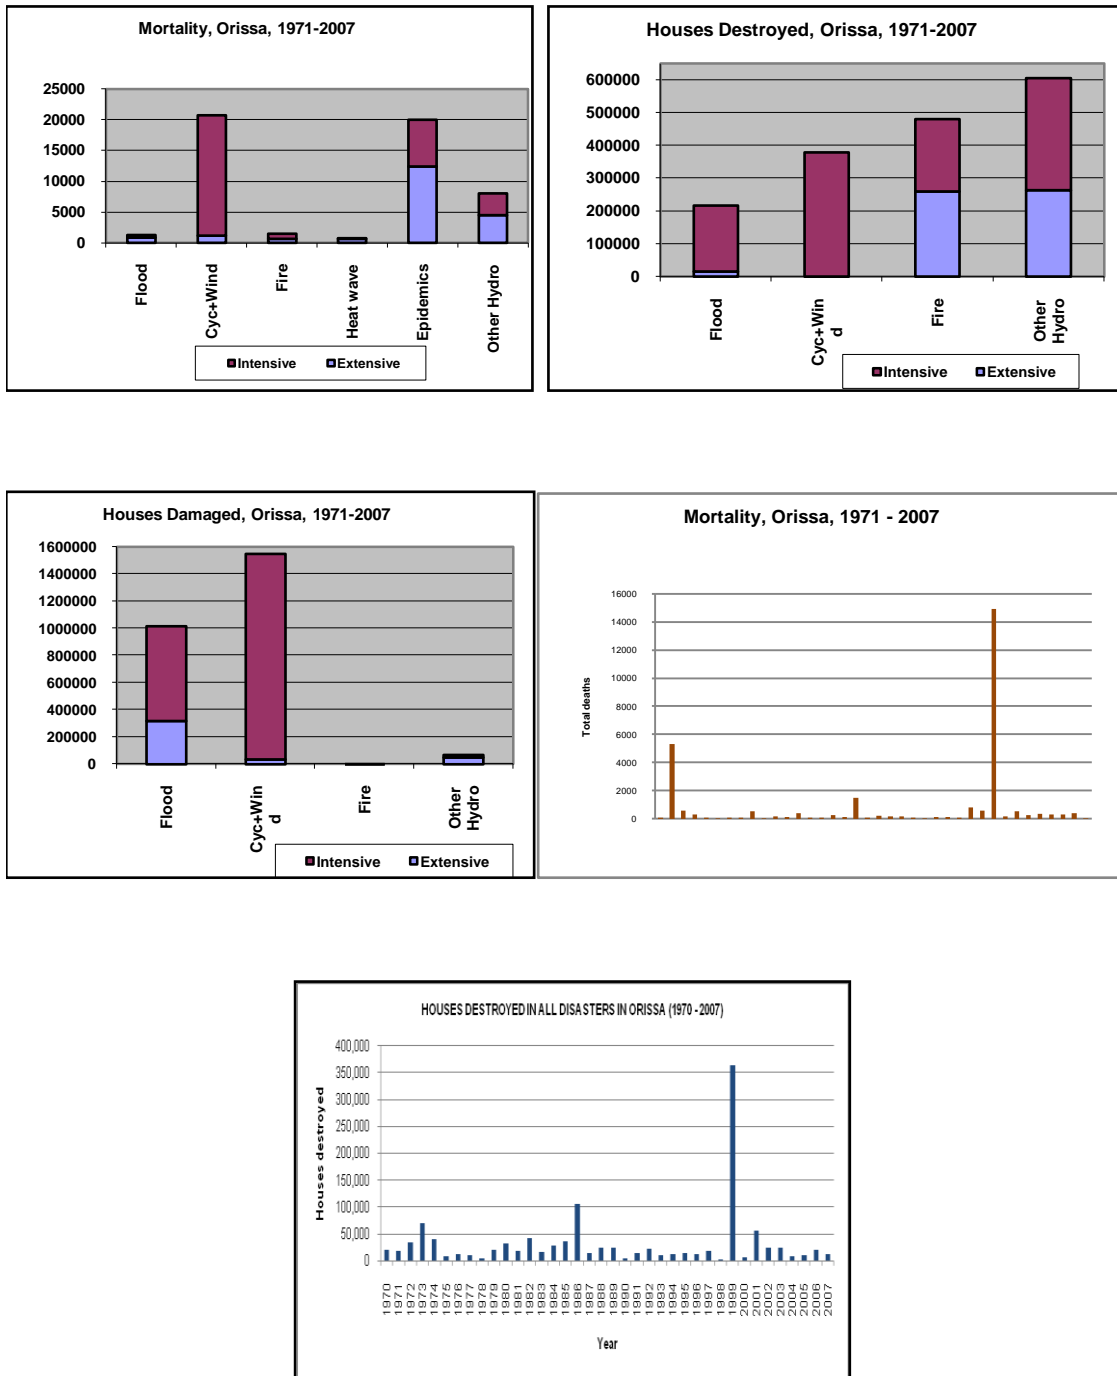 Mortality, Orissa, 1971-2007
25000
20000
15000
10000
5000
0
Flood
Cyc+Wind
Fire
Heat wave
Epidemics
Other Hydro
Intensive Extensive
Houses Destroyed, Orissa, 1971-2007
600000
500000
400000
300000
200000
100000
0
Flood
Cyc+Win
d
Fire
Other
Hydro
Intensive Extensive
Houses Damaged, Orissa, 1971-2007
1600000
1400000
1200000
1000000
800000
600000
400000
200000
0
Flood
Cyc+Win
d
Fire
Other
Hydro
Intensive Extensive
Mortality, Orissa, 1971 - 2007
Total deaths
16000
14000
12000
10000
8000
6000
4000
2000
0
HOUSES DESTROYED IN ALL DISASTERS IN ORISSA (1970 - 2007)
Houses destroyed
400,000
350,000
300,000
250,000
200,000
150,000
100,000
50,000
0
1970
1971
1972
1973
1974
1975
1976
1977
1978
1979
1980
1981
1982
1983
1984
1985
1986
1987
1988
1989
1990
1991
1992
1993
1994
1995
1996
1997
1998
1999
2000
2001
2002
2003
2004
2005
2006
2007
Year